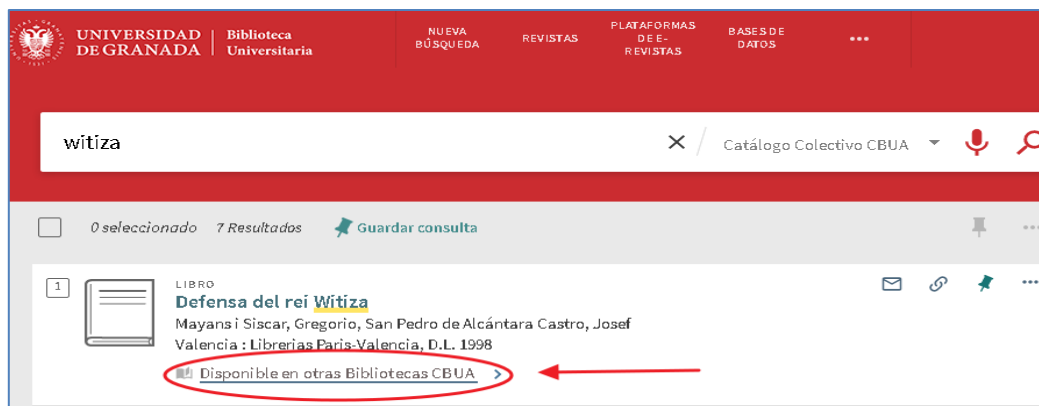 UNIVERSIDAD
DE GRANADA
Biblioteca
Universitaria
NUEVA
BÚSQUEDA
REVISTAS
PLATAFORMAS
DE E-
REVISTAS
BASES DE
DATOS
witiza
Catálogo Colectivo CBUA
0 seleccionado 7 Resultados Guardar consulta
1
LIBRO
Defensa del rei Witiza
Mayans i Siscar, Gregorio, San Pedro de Alcántara Castro, Josef
Valencia : Librerias Paris-Valencia, D.L. 1998
Disponible en otras Bibliotecas CBUA